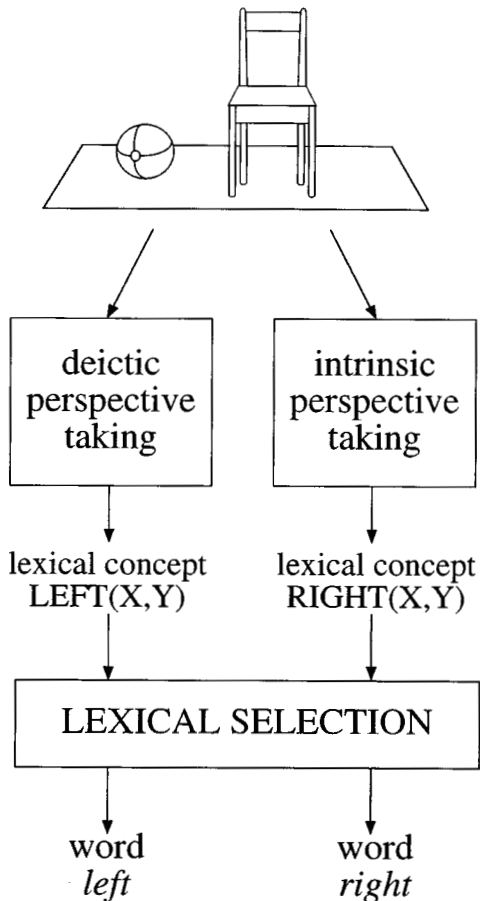 deictic
perspective
taking
intrinsic
perspective
taking
lexical concept
LEFT(X,Y)
lexical concept
RIGHT(X,Y)
LEXICAL SELECTION
word
left
word
right